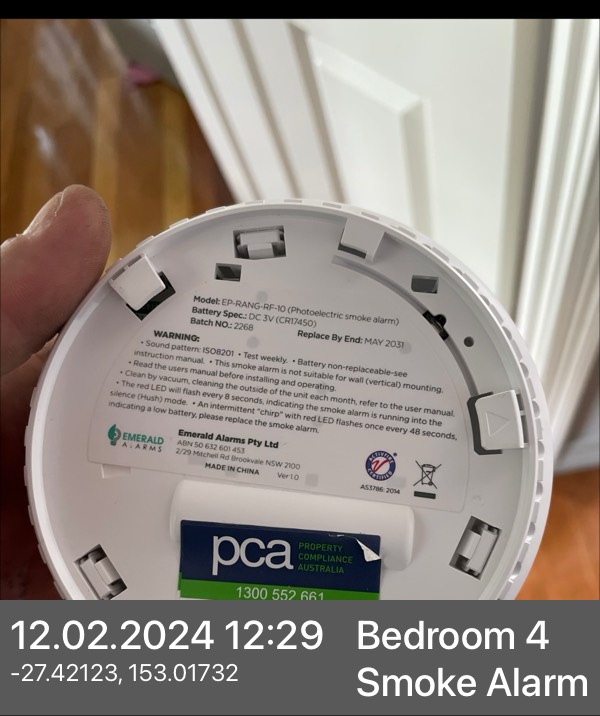 Model: EP-RANG-RF-10 (Photoelectric smoke alarm)
Battery Spec.: DC 3V (CR17450)
Batch NO.: 2268 Replace By End: MAY 2031
WARNING:
• Sound pattern: ISO8201 • Test weekly. • Battery non-replaceable-see
instruction manual. • This smoke alarm is not suitable for wall (vertical) mounting.
• Read the users manual before installing and operating.
• Clean by vacuum, cleaning the outside of the unit each month, refer to the user manual.
• The red LED will flash every 8 seconds, indicating the smoke alarm is running into the
silence (Hush) mode. • An intermittent "chirp" with red LED flashes once every 48 seconds,
indicating a low battery, please replace the smoke alarm.
EMERALD
ALARMS
Emerald Alarms Pty Ltd
ABN 50 632 601 453
2/29 Mitchell Rd Brookvale NSW 2100
MADE IN CHINA Ver1.0
AS3786: 2014
pca PROPERTY
COMPLIANCE
AUSTRALIA
1300 552 661
12.02.2024 12:29
-27.42123, 153.01732
Bedroom 4
Smoke Alarm